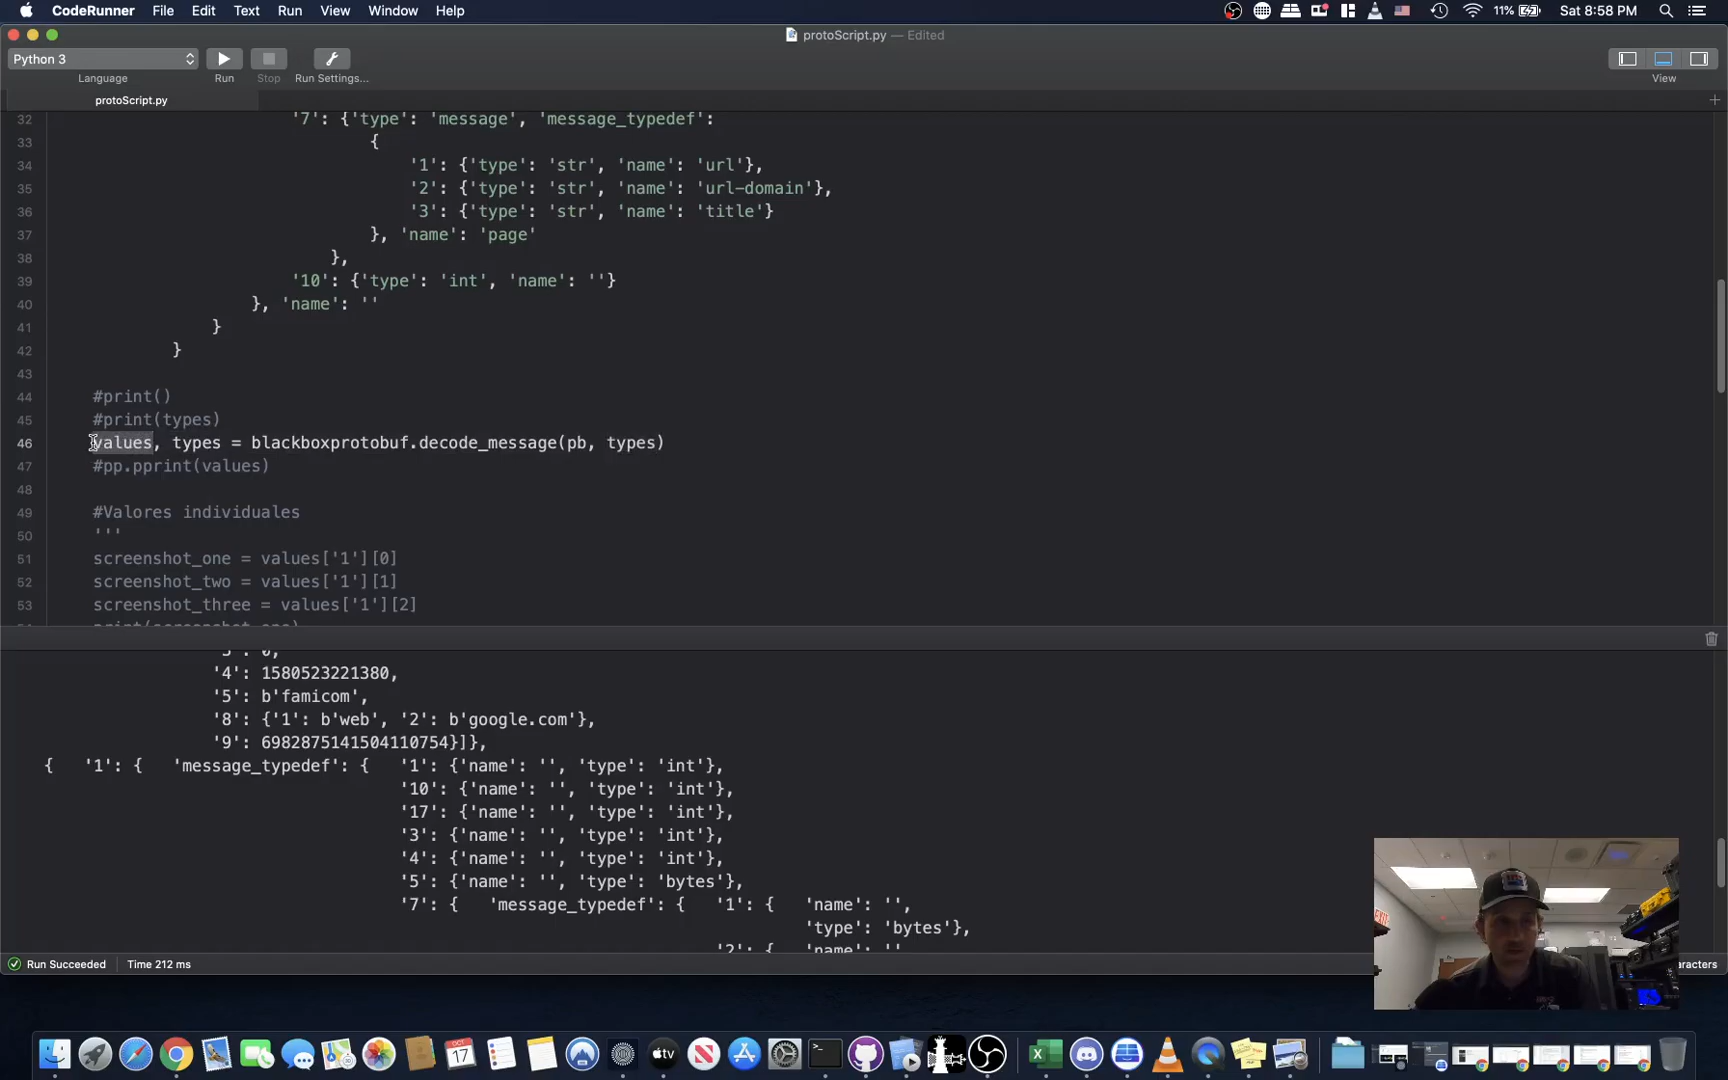 CodeRunner File Edit Text Run View Window Help 11% Sat 8:58 PM
protoScript.py — Edited
Python 3
Language Run Stop Run Settings... View
protoScript.py
32 '7': {'type': 'message', 'message_typedef':
33 {
34 '1': {'type': 'str', 'name': 'url'},
35 '2': {'type': 'str', 'name': 'url-domain'},
36 '3': {'type': 'str', 'name': 'title'}
37 }, 'name': 'page'
38 },
39 '10': {'type': 'int', 'name': ''}
40 }, 'name': ''
41 }
42 }
43
44 #print()
45 #print(types)
46 values, types = blackboxprotobuf.decode_message(pb, types)
47 #pp.pprint(values)
48
49 #Valores individuales
50 '''
51 screenshot_one = values['1'][0]
52 screenshot_two = values['1'][1]
53 screenshot_three = values['1'][2]
print(screenshot_one)
'4': 1580523221380,
'5': b'famicom',
'8': {'1': b'web', '2': b'google.com'},
'9': 6982875141504110754}]},
{ '1': { 'message_typedef': { '1': {'name': '', 'type': 'int'},
'10': {'name': '', 'type': 'int'},
'17': {'name': '', 'type': 'int'},
'3': {'name': '', 'type': 'int'},
'4': {'name': '', 'type': 'int'},
'5': {'name': '', 'type': 'bytes'},
'7': { 'message_typedef': { '1': { 'name': '',
'type': 'bytes'},
'2': { 'name': ''
Run Succeeded Time 212 ms
OCT
17
tv